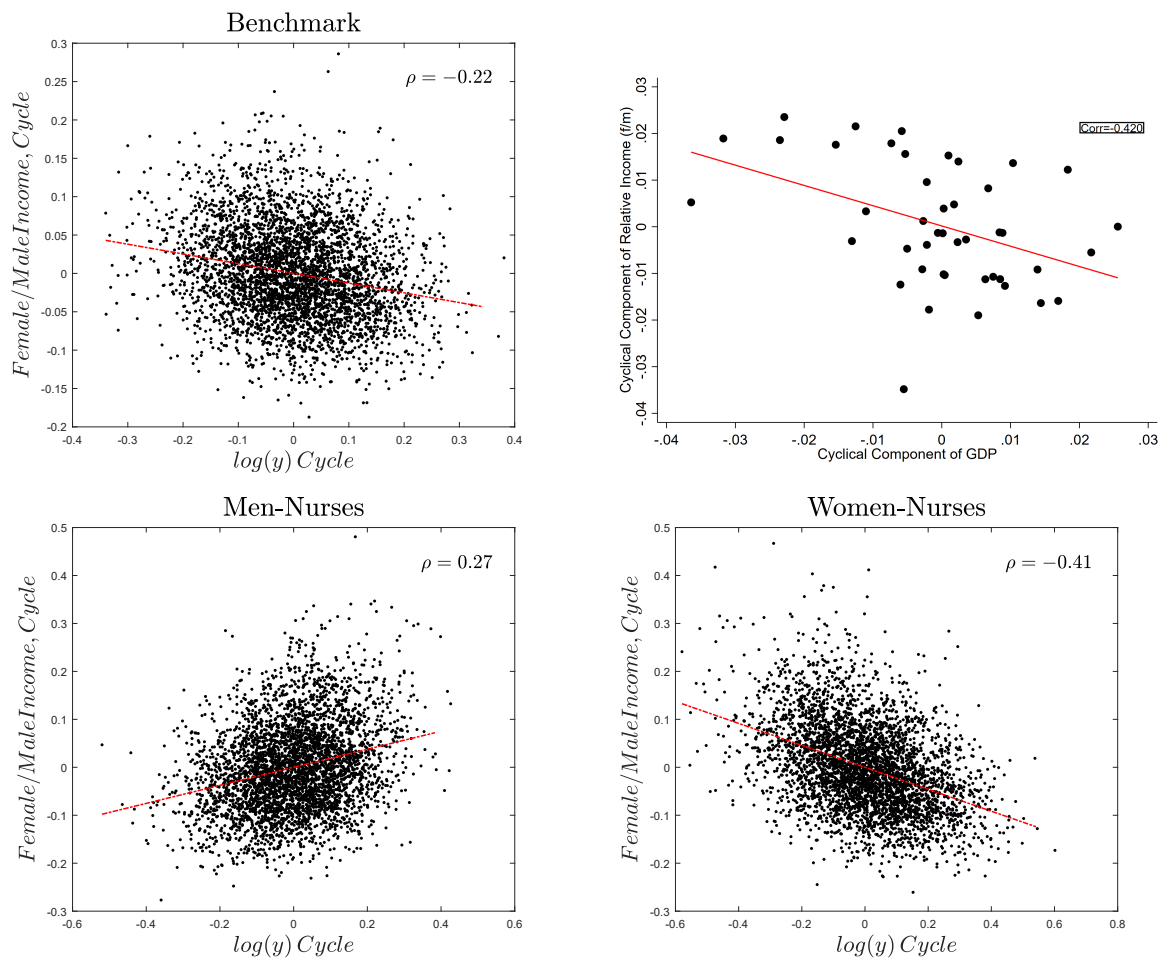 Benchmark
ρ = −0.22
Female/MaleIncome, Cycle
0.3
0.25
0.2
0.15
0.1
0.05
0
-0.05
-0.1
-0.15
-0.2
-0.4 -0.3 -0.2 -0.1 0 0.1 0.2 0.3 0.4
log(y) Cycle
Corr=-0.420
Cyclical Component of Relative Income (f/m)
.03
.02
.01
0
-.01
-.02
-.03
-.04
-.04 -.03 -.02 -.01 0 .01 .02 .03
Cyclical Component of GDP
Men-Nurses
ρ = 0.27
Female/MaleIncome, Cycle
0.5
0.4
0.3
0.2
0.1
0
-0.1
-0.2
-0.3
-0.6 -0.4 -0.2 0 0.2 0.4 0.6
log(y) Cycle
Women-Nurses
ρ = −0.41
Female/MaleIncome, Cycle
0.5
0.4
0.3
0.2
0.1
0
-0.1
-0.2
-0.3
-0.6 -0.4 -0.2 0 0.2 0.4 0.6 0.8
log(y) Cycle